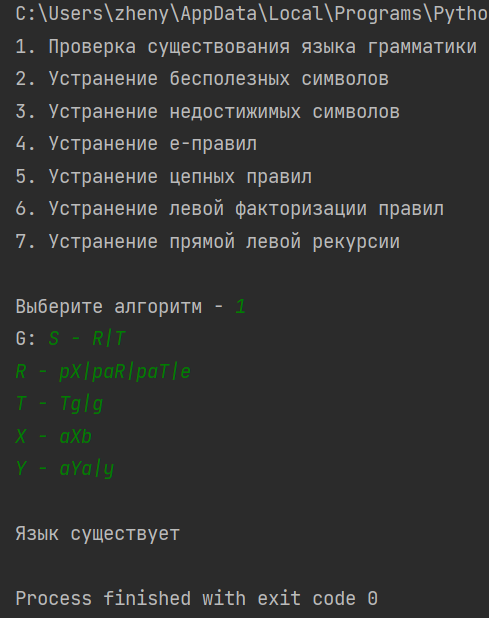 C:\Users\zheny\AppData\Local\Programs\Pytho
1. Проверка существования языка грамматики
2. Устранение бесполезных символов
3. Устранение недостижимых символов
4. Устранение e-правил
5. Устранение цепных правил
6. Устранение левой факторизации правил
7. Устранение прямой левой рекурсии
Выберите алгоритм - 1
G: S - R|T
R - pX|paR|paT|e
T - Tg|g
X - aXb
Y - aYa|y
Язык существует
Process finished with exit code 0